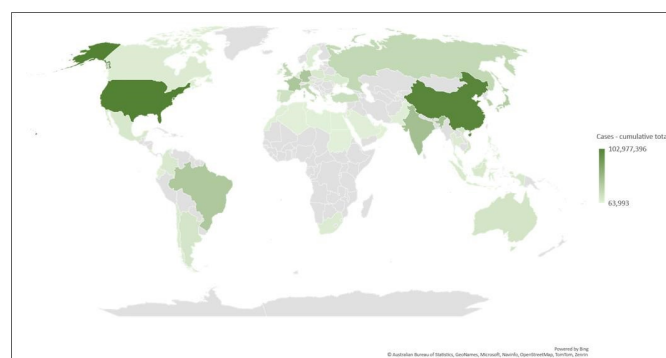 Cases - cumulative total
102,977,396
63,993
Powered by Bing
© Australian Bureau of Statistics, GeoNames, Microsoft, Navinfo, OpenStreetMap, TomTom, Zenrin